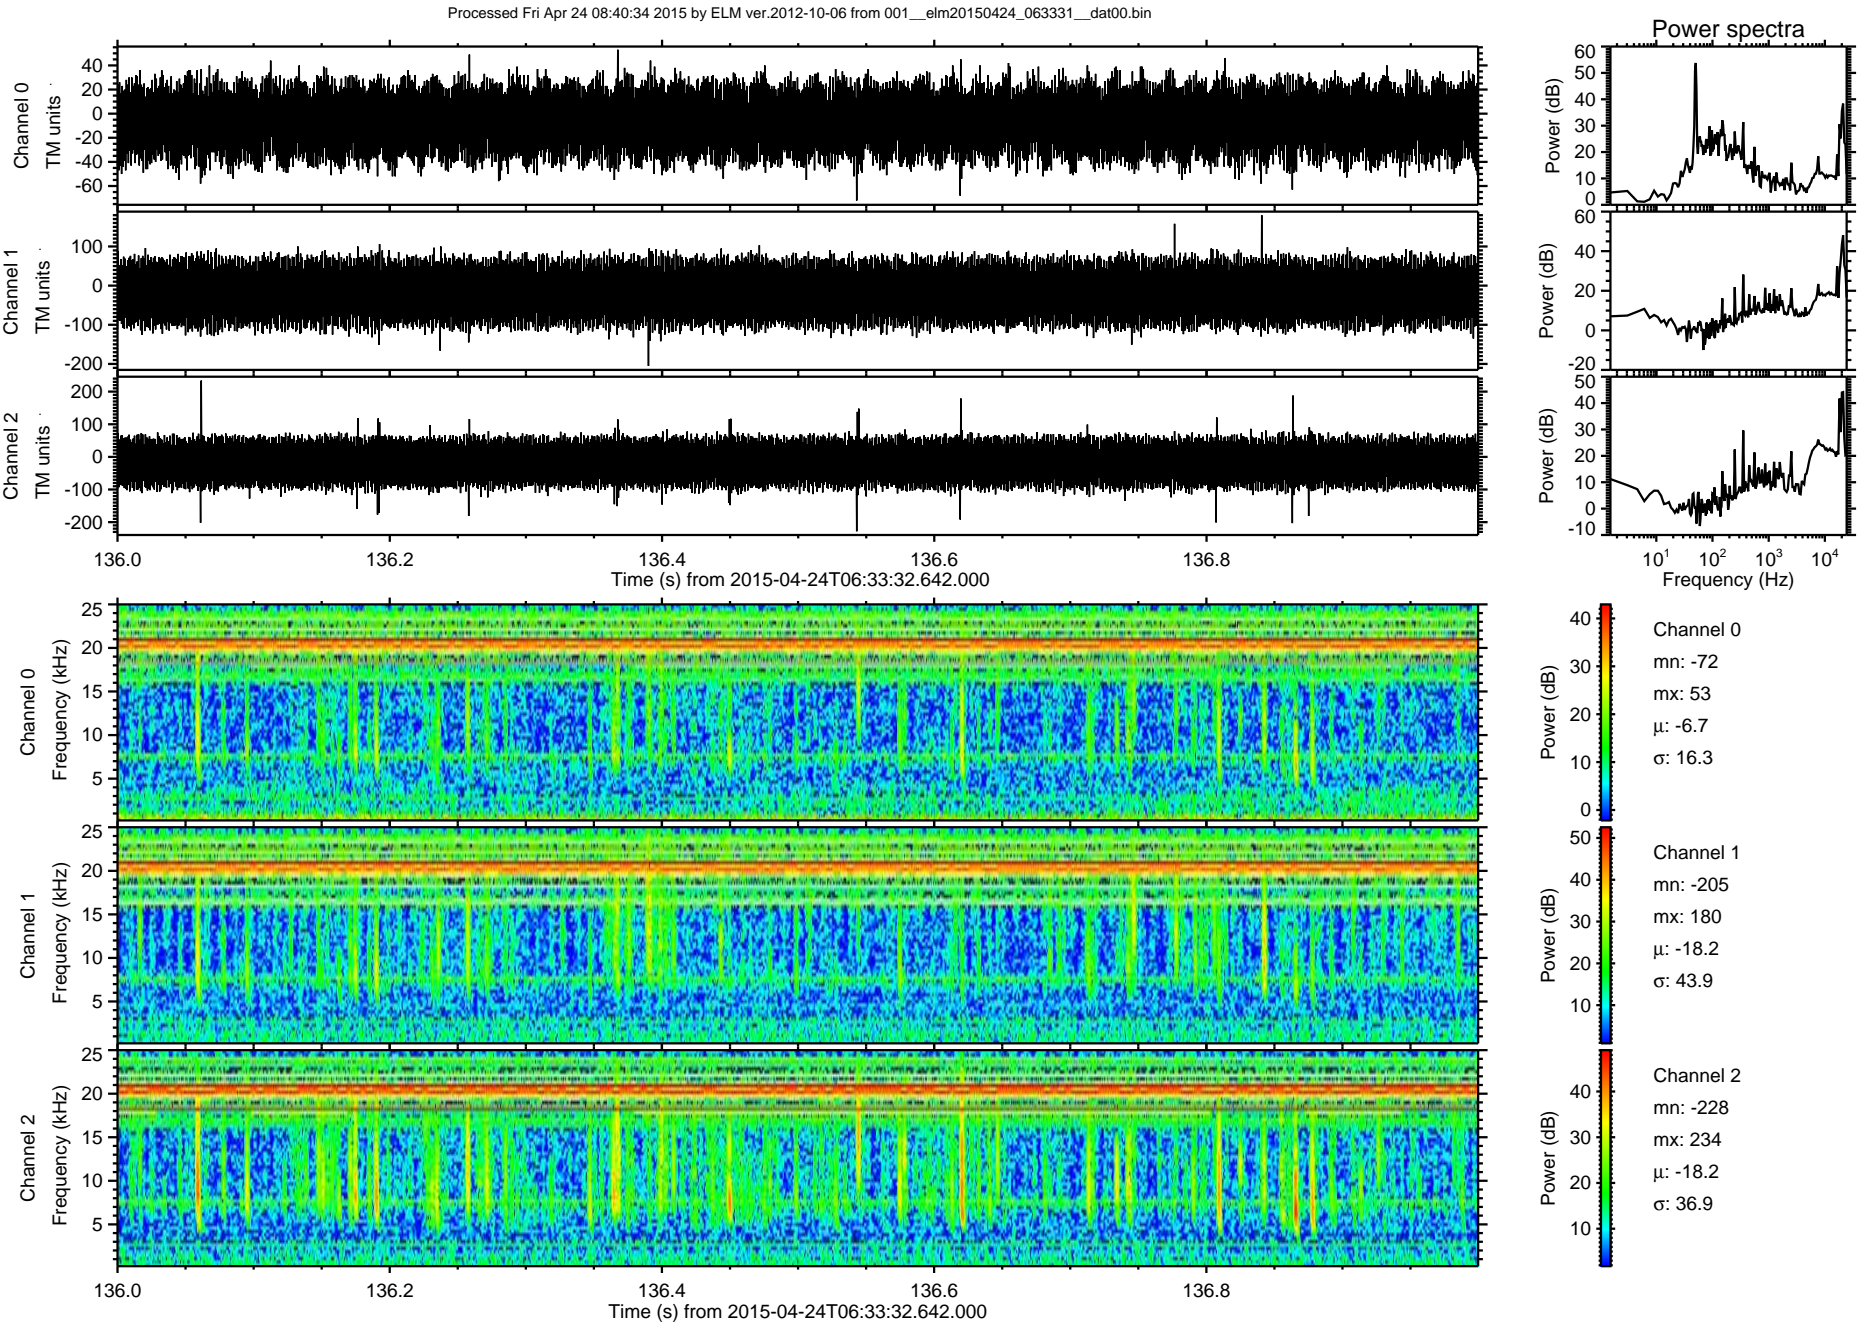 Processed Fri Apr 24 08:40:34 2015 by ELM ver.2012-10-06 from 001__elm20150424_063331__dat00.bin
Power spectra
Channel 0
TM units
40
20
0
-20
-40
-60
Power (dB)
60
50
40
30
20
10
0
Channel 1
TM units
100
0
-100
-200
Power (dB)
60
40
20
0
-20
Channel 2
TM units
200
100
0
-100
-200
Power (dB)
50
40
30
20
10
0
-10
136.0 136.2 136.4 136.6 136.8
Time (s) from 2015-04-24T06:33:32.642.000
10^1 10^2 10^3 10^4
Frequency (Hz)
Channel 0
Frequency (kHz)
25
20
15
10
5
Power (dB)
40
30
20
10
0
Channel 0
mn: -72
mx: 53
μ: -6.7
σ: 16.3
Channel 1
Frequency (kHz)
25
20
15
10
5
Power (dB)
50
40
30
20
10
Channel 1
mn: -205
mx: 180
μ: -18.2
σ: 43.9
Channel 2
Frequency (kHz)
25
20
15
10
5
Power (dB)
40
30
20
10
Channel 2
mn: -228
mx: 234
μ: -18.2
σ: 36.9
136.0 136.2 136.4 136.6 136.8
Time (s) from 2015-04-24T06:33:32.642.000